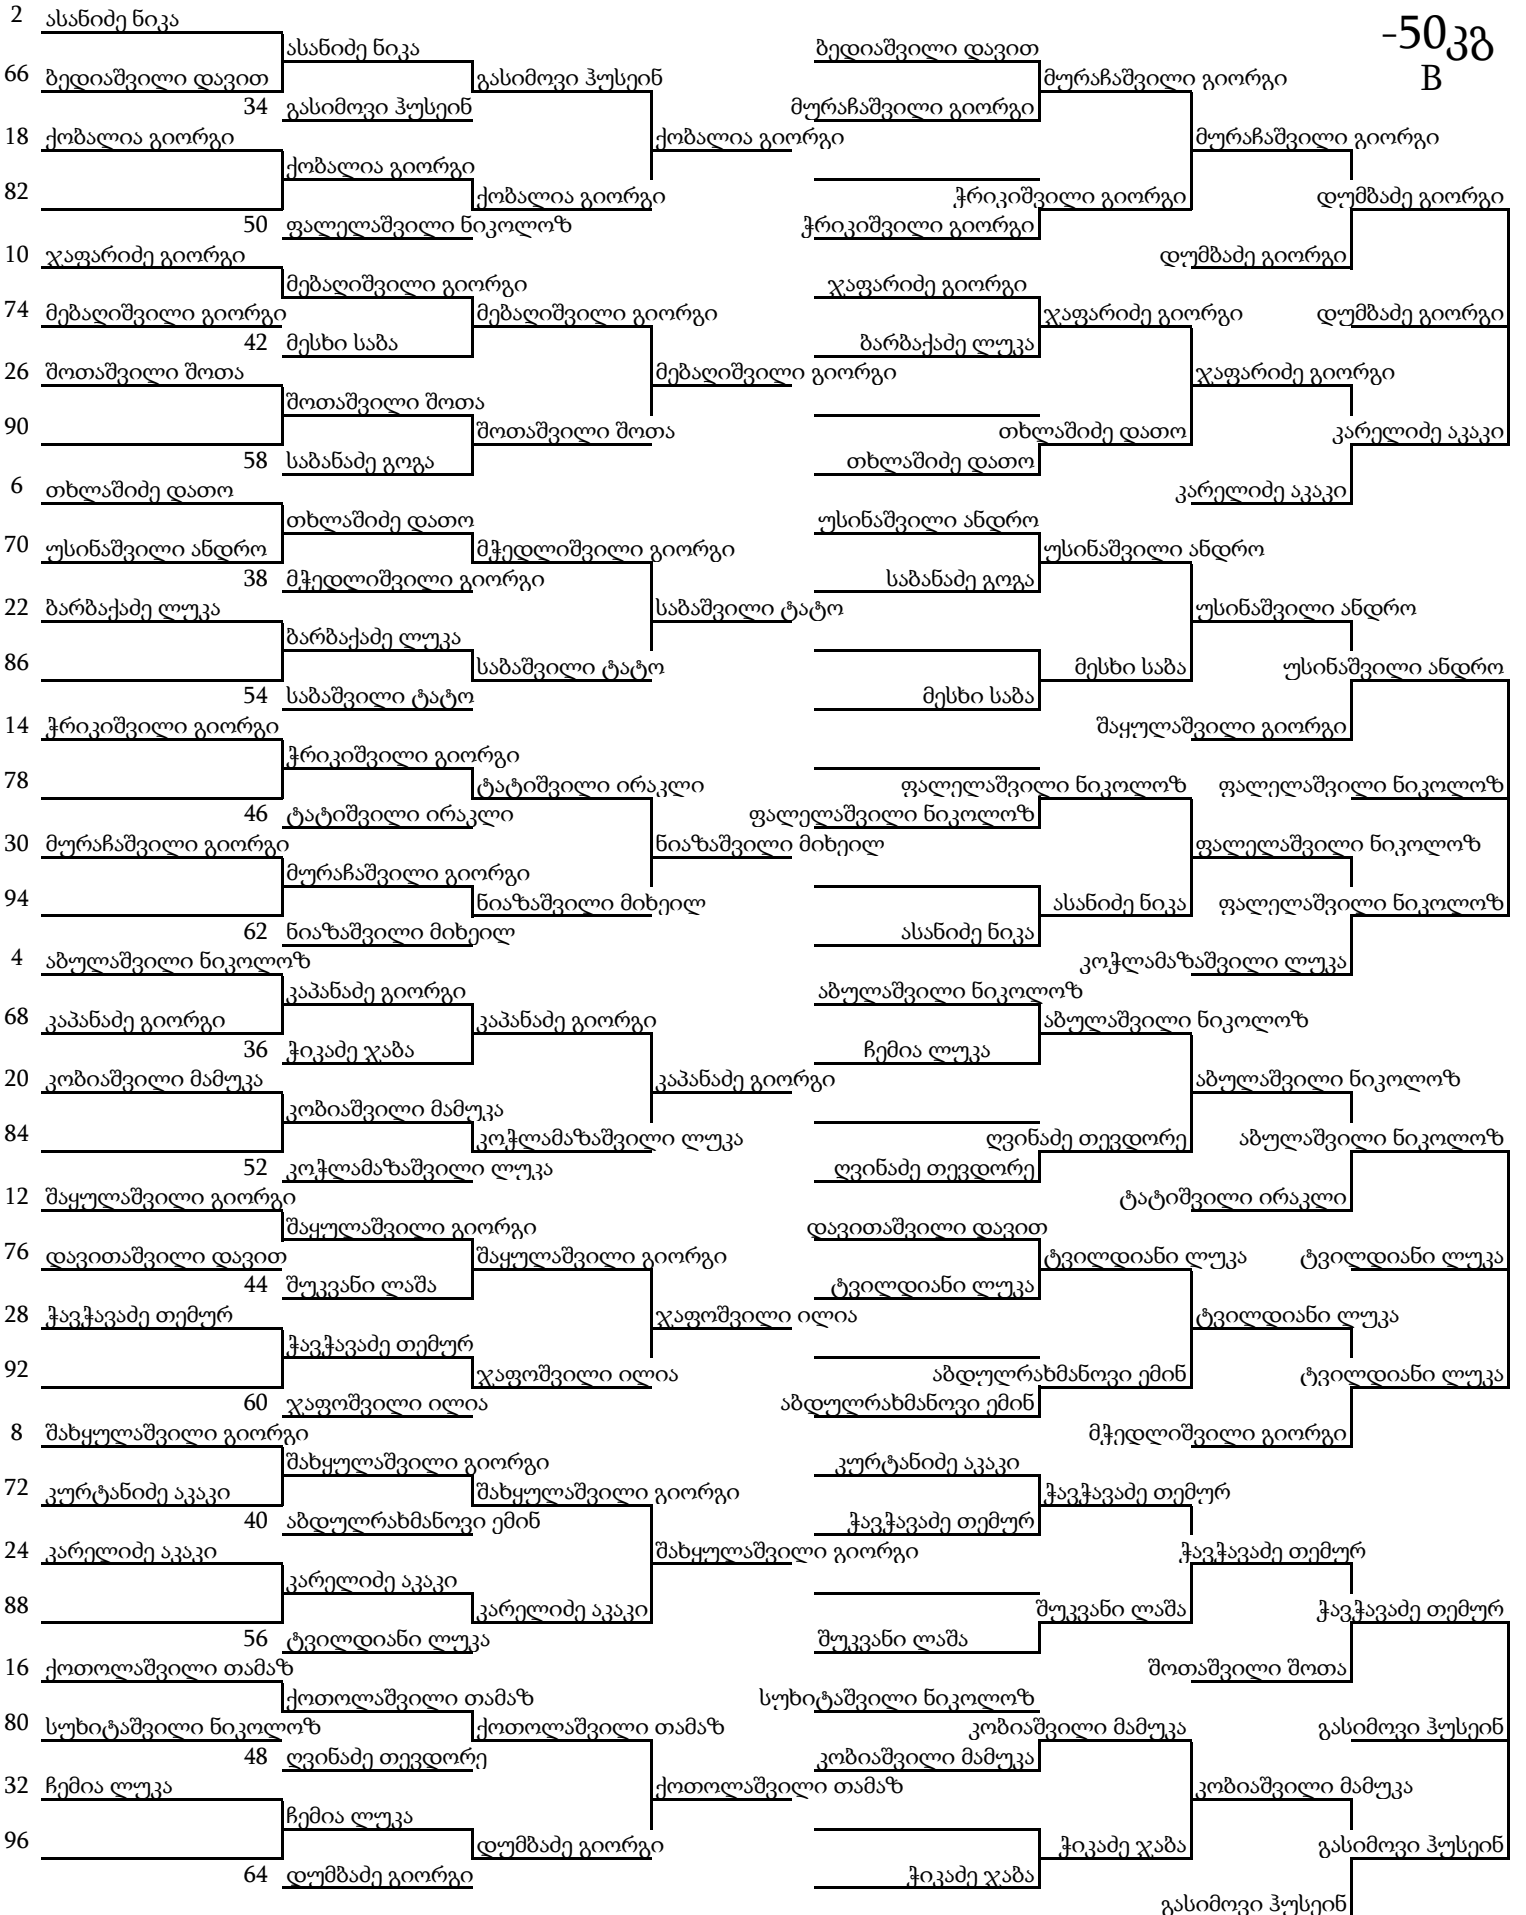 -50კგ
B
2 ასანიძე ნიკა
ასანიძე ნიკა
66 ბედიაშვილი დავით
გასიმოვი ჰუსეინ
34 გასიმოვი ჰუსეინ
18 ქობალია გიორგი
ქობალია გიორგი
ქობალია გიორგი
82
ქობალია გიორგი
50 ფალელაშვილი ნიკოლოზ
10 ჯაფარიძე გიორგი
მებაღიშვილი გიორგი
74 მებაღიშვილი გიორგი
მებაღიშვილი გიორგი
42 მესხი საბა
26 შოთაშვილი შოთა
მებაღიშვილი გიორგი
შოთაშვილი შოთა
90
შოთაშვილი შოთა
58 საბანაძე გოგა
6 თხლაშიძე დათო
თხლაშიძე დათო
70 უსინაშვილი ანდრო
მჭედლიშვილი გიორგი
38 მჭედლიშვილი გიორგი
22 ბარბაქაძე ლუკა
საბაშვილი ტატო
ბარბაქაძე ლუკა
86
საბაშვილი ტატო
54 საბაშვილი ტატო
14 ჭრიკიშვილი გიორგი
ჭრიკიშვილი გიორგი
78
ტატიშვილი ირაკლი
46 ტატიშვილი ირაკლი
30 მურაჩაშვილი გიორგი
ნიაზაშვილი მიხეილ
მურაჩაშვილი გიორგი
94
ნიაზაშვილი მიხეილ
62 ნიაზაშვილი მიხეილ
4 აბულაშვილი ნიკოლოზ
კაპანაძე გიორგი
68 კაპანაძე გიორგი
კაპანაძე გიორგი
36 ჭიკაძე ჯაბა
20 კობიაშვილი მამუკა
კაპანაძე გიორგი
კობიაშვილი მამუკა
84
კოჭლამაზაშვილი ლუკა
52 კოჭლამაზაშვილი ლუკა
12 შაყულაშვილი გიორგი
შაყულაშვილი გიორგი
76 დავითაშვილი დავით
შაყულაშვილი გიორგი
44 შუკვანი ლაშა
28 ჭავჭავაძე თემურ
ჯაფოშვილი ილია
ჭავჭავაძე თემურ
92
ჯაფოშვილი ილია
60 ჯაფოშვილი ილია
8 შახყულაშვილი გიორგი
შახყულაშვილი გიორგი
72 კურტანიძე აკაკი
შახყულაშვილი გიორგი
40 აბდულრახმანოვი ემინ
24 კარელიძე აკაკი
შახყულაშვილი გიორგი
კარელიძე აკაკი
88
კარელიძე აკაკი
56 ტვილდიანი ლუკა
16 ქოთოლაშვილი თამაზ
ქოთოლაშვილი თამაზ
80 სუხიტაშვილი ნიკოლოზ
ქოთოლაშვილი თამაზ
48 ღვინაძე თევდორე
32 ჩემია ლუკა
ქოთოლაშვილი თამაზ
ჩემია ლუკა
96
დუმბაძე გიორგი
64 დუმბაძე გიორგი
ბედიაშვილი დავით
მურაჩაშვილი გიორგი
მურაჩაშვილი გიორგი
მურაჩაშვილი გიორგი
ჭრიკიშვილი გიორგი
დუმბაძე გიორგი
ჭრიკიშვილი გიორგი
დუმბაძე გიორგი
ჯაფარიძე გიორგი
ჯაფარიძე გიორგი
დუმბაძე გიორგი
ბარბაქაძე ლუკა
ჯაფარიძე გიორგი
თხლაშიძე დათო
კარელიძე აკაკი
თხლაშიძე დათო
კარელიძე აკაკი
უსინაშვილი ანდრო
უსინაშვილი ანდრო
საბანაძე გოგა
უსინაშვილი ანდრო
მესხი საბა
უსინაშვილი ანდრო
მესხი საბა
შაყულაშვილი გიორგი
ფალელაშვილი ნიკოლოზ
ფალელაშვილი ნიკოლოზ
ფალელაშვილი ნიკოლოზ
ფალელაშვილი ნიკოლოზ
ასანიძე ნიკა
ფალელაშვილი ნიკოლოზ
ასანიძე ნიკა
კოჭლამაზაშვილი ლუკა
აბულაშვილი ნიკოლოზ
აბულაშვილი ნიკოლოზ
ჩემია ლუკა
აბულაშვილი ნიკოლოზ
ღვინაძე თევდორე
აბულაშვილი ნიკოლოზ
ღვინაძე თევდორე
ტატიშვილი ირაკლი
დავითაშვილი დავით
ტვილდიანი ლუკა
ტვილდიანი ლუკა
ტვილდიანი ლუკა
ტვილდიანი ლუკა
აბდულრახმანოვი ემინ
ტვილდიანი ლუკა
აბდულრახმანოვი ემინ
მჭედლიშვილი გიორგი
კურტანიძე აკაკი
ჭავჭავაძე თემურ
ჭავჭავაძე თემურ
ჭავჭავაძე თემურ
შუკვანი ლაშა
ჭავჭავაძე თემურ
შუკვანი ლაშა
შოთაშვილი შოთა
სუხიტაშვილი ნიკოლოზ
კობიაშვილი მამუკა
გასიმოვი ჰუსეინ
კობიაშვილი მამუკა
კობიაშვილი მამუკა
ჭიკაძე ჯაბა
გასიმოვი ჰუსეინ
ჭიკაძე ჯაბა
გასიმოვი ჰუსეინ